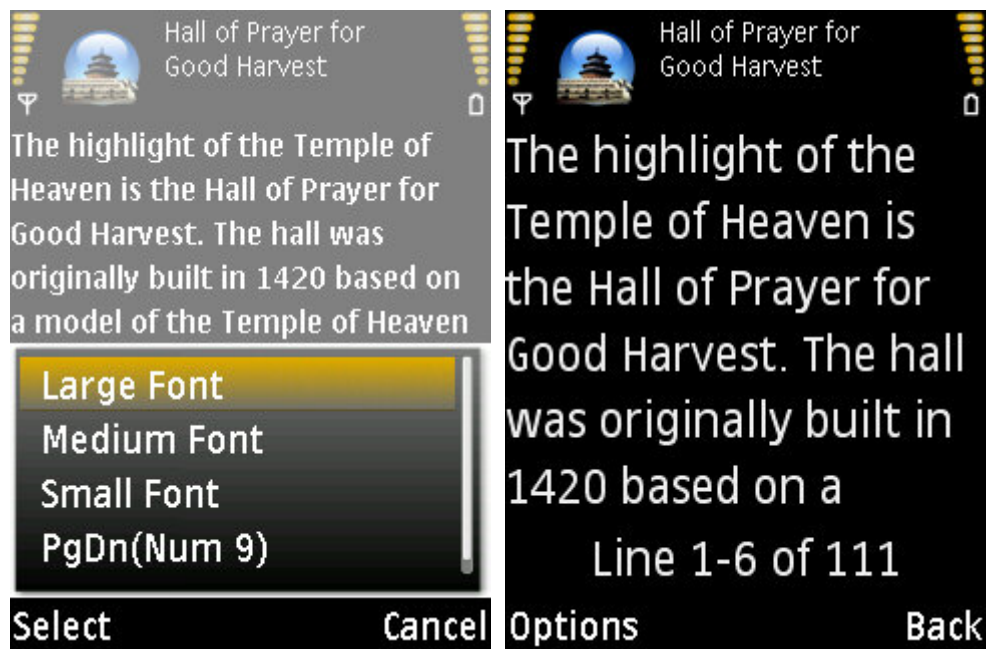 Hall of Prayer for
Good Harvest
The highlight of the Temple of
Heaven is the Hall of Prayer for
Good Harvest. The hall was
originally built in 1420 based on
a model of the Temple of Heaven
Large Font
Medium Font
Small Font
PgDn(Num 9)
Select
Cancel
Hall of Prayer for
Good Harvest
The highlight of the
Temple of Heaven is
the Hall of Prayer for
Good Harvest. The hall
was originally built in
1420 based on a
Line 1-6 of 111
Options
Back